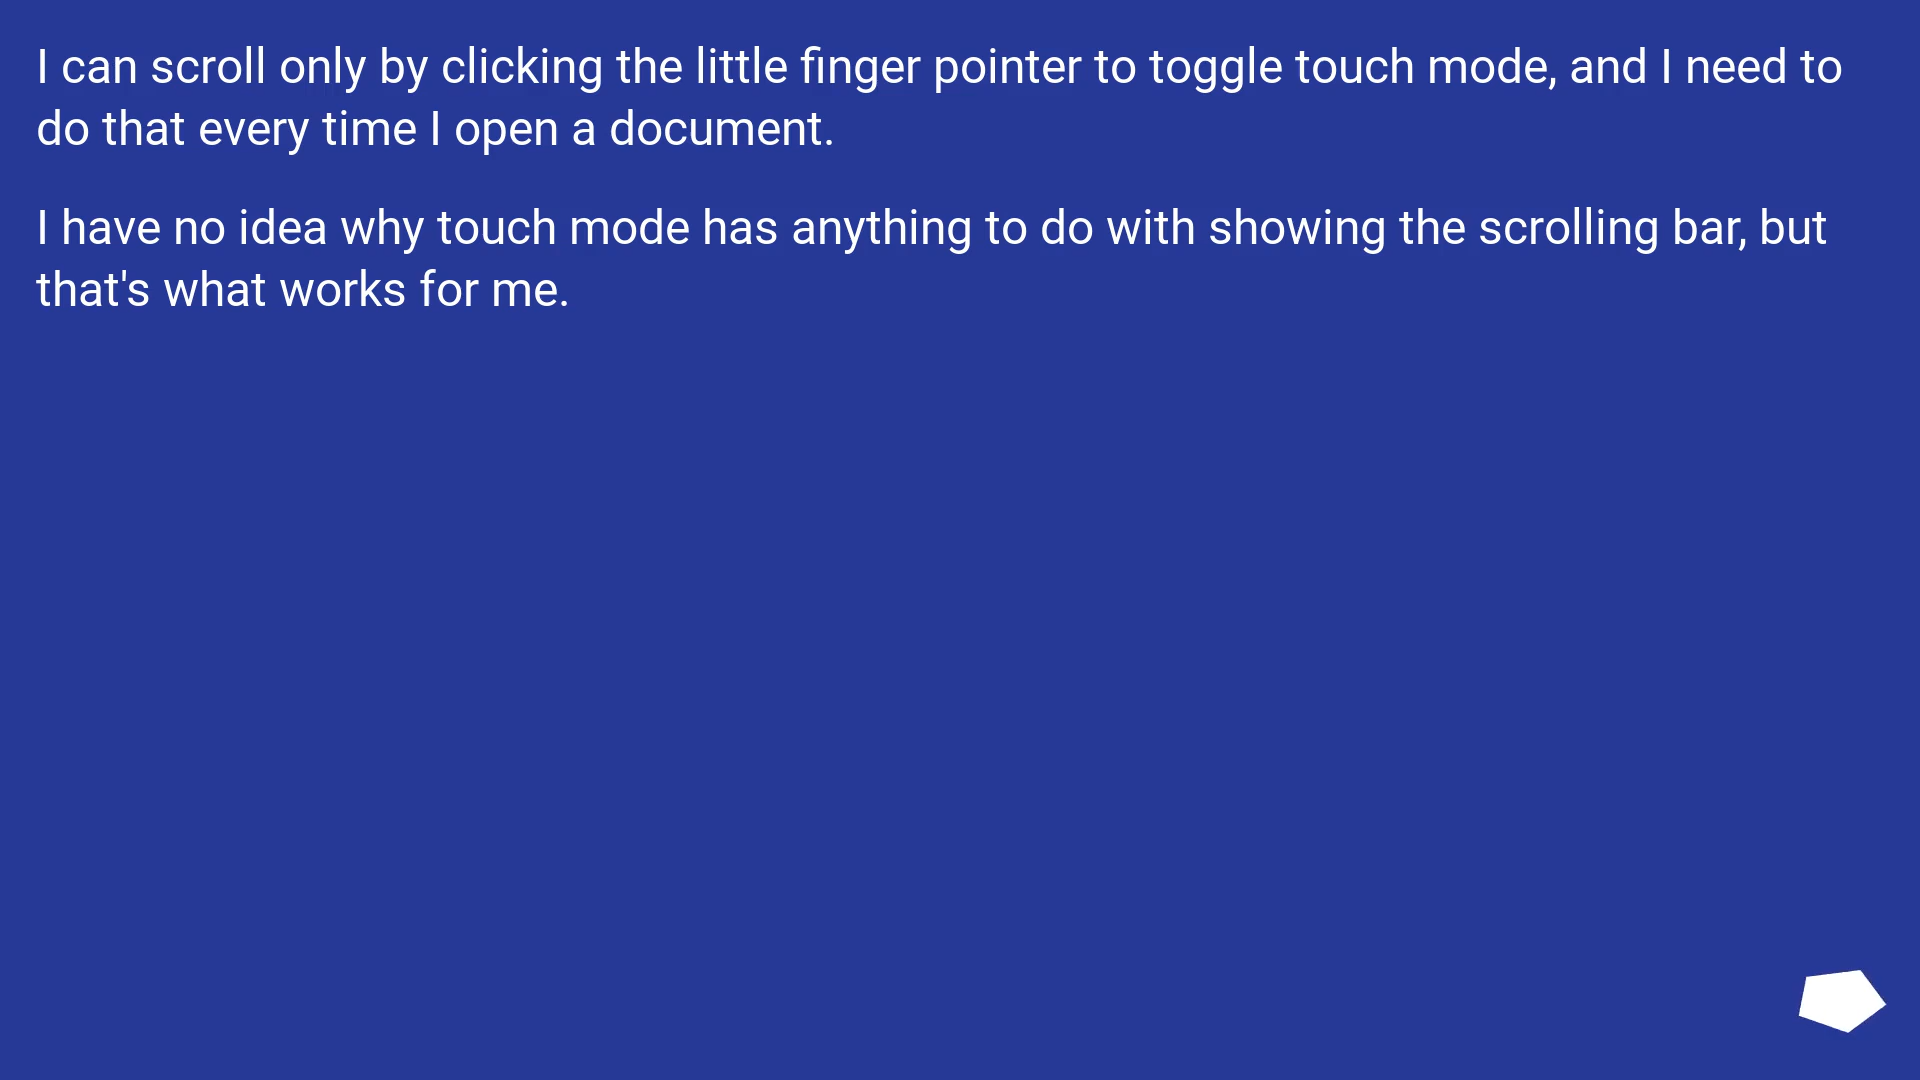 I can scroll only by clicking the little finger pointer to toggle touch mode, and I need to
do that every time I open a document.
I have no idea why touch mode has anything to do with showing the scrolling bar, but
that's what works for me.